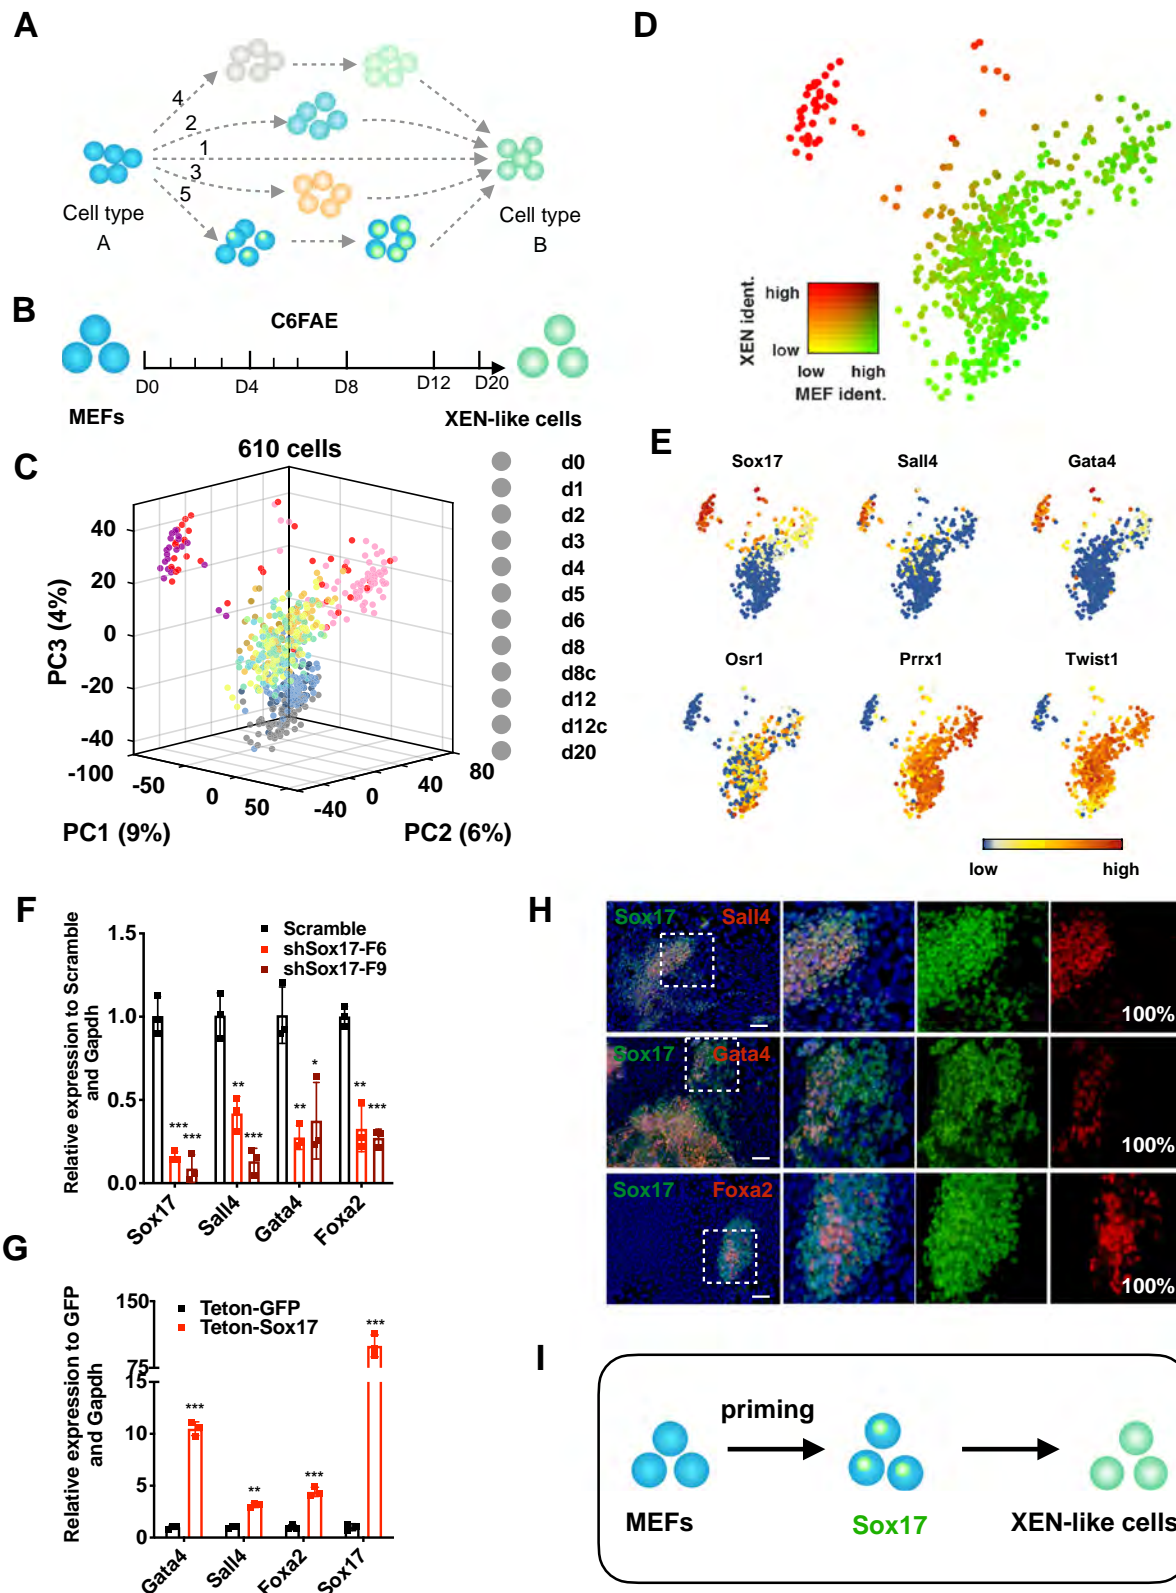 A
4
2
1
3
5
Cell type
A
Cell type
B
B
C6FAE
D0
D4
D8
D12
D20
MEFs
XEN-like cells
C
610 cells
PC3 (4%)
40
20
0
-20
-40
-100
-50
0
50
-40
0
40
80
PC1 (9%)
PC2 (6%)
d0
d1
d2
d3
d4
d5
d6
d8
d8c
d12
d12c
d20
D
XEN ident.
high
low
low
high
MEF ident.
E
Sox17
Sall4
Gata4
Osr1
Prrx1
Twist1
low
high
F
Relative expression to Scramble
and Gapdh
1.5
1.0
0.5
0.0
Scramble
shSox17-F6
shSox17-F9
***
***
**
***
**
*
**
***
Sox17
Sall4
Gata4
Foxa2
G
Relative expression to GFP
and Gapdh
150
75
15
10
5
0
Teton-GFP
Teton-Sox17
***
**
***
***
Gata4
Sall4
Foxa2
Sox17
H
Sox17
Sall4
100%
Sox17
Gata4
100%
Sox17
Foxa2
100%
I
priming
MEFs
Sox17
XEN-like cells